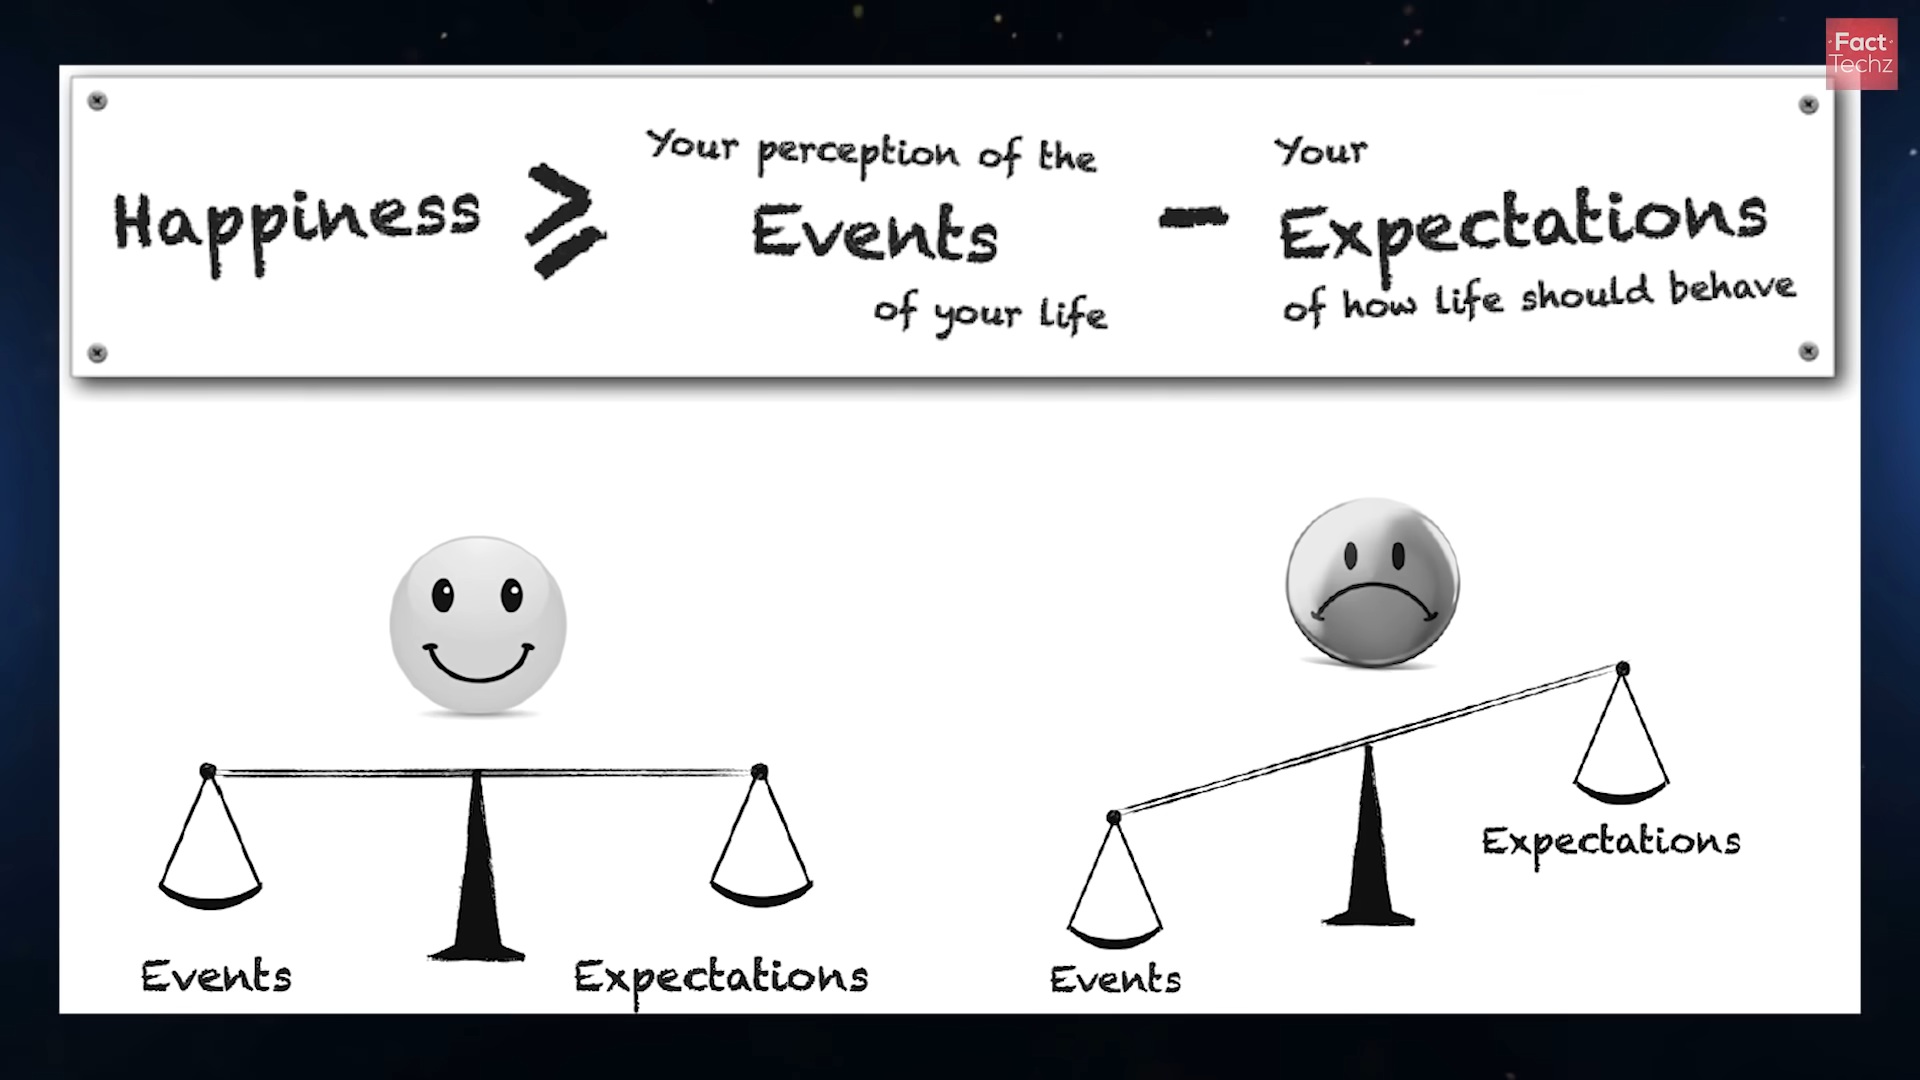 Fact
Techz
Happiness ≥ Your perception of the Events of your life - Your Expectations of how life should behave
Events
Expectations
Expectations
Events